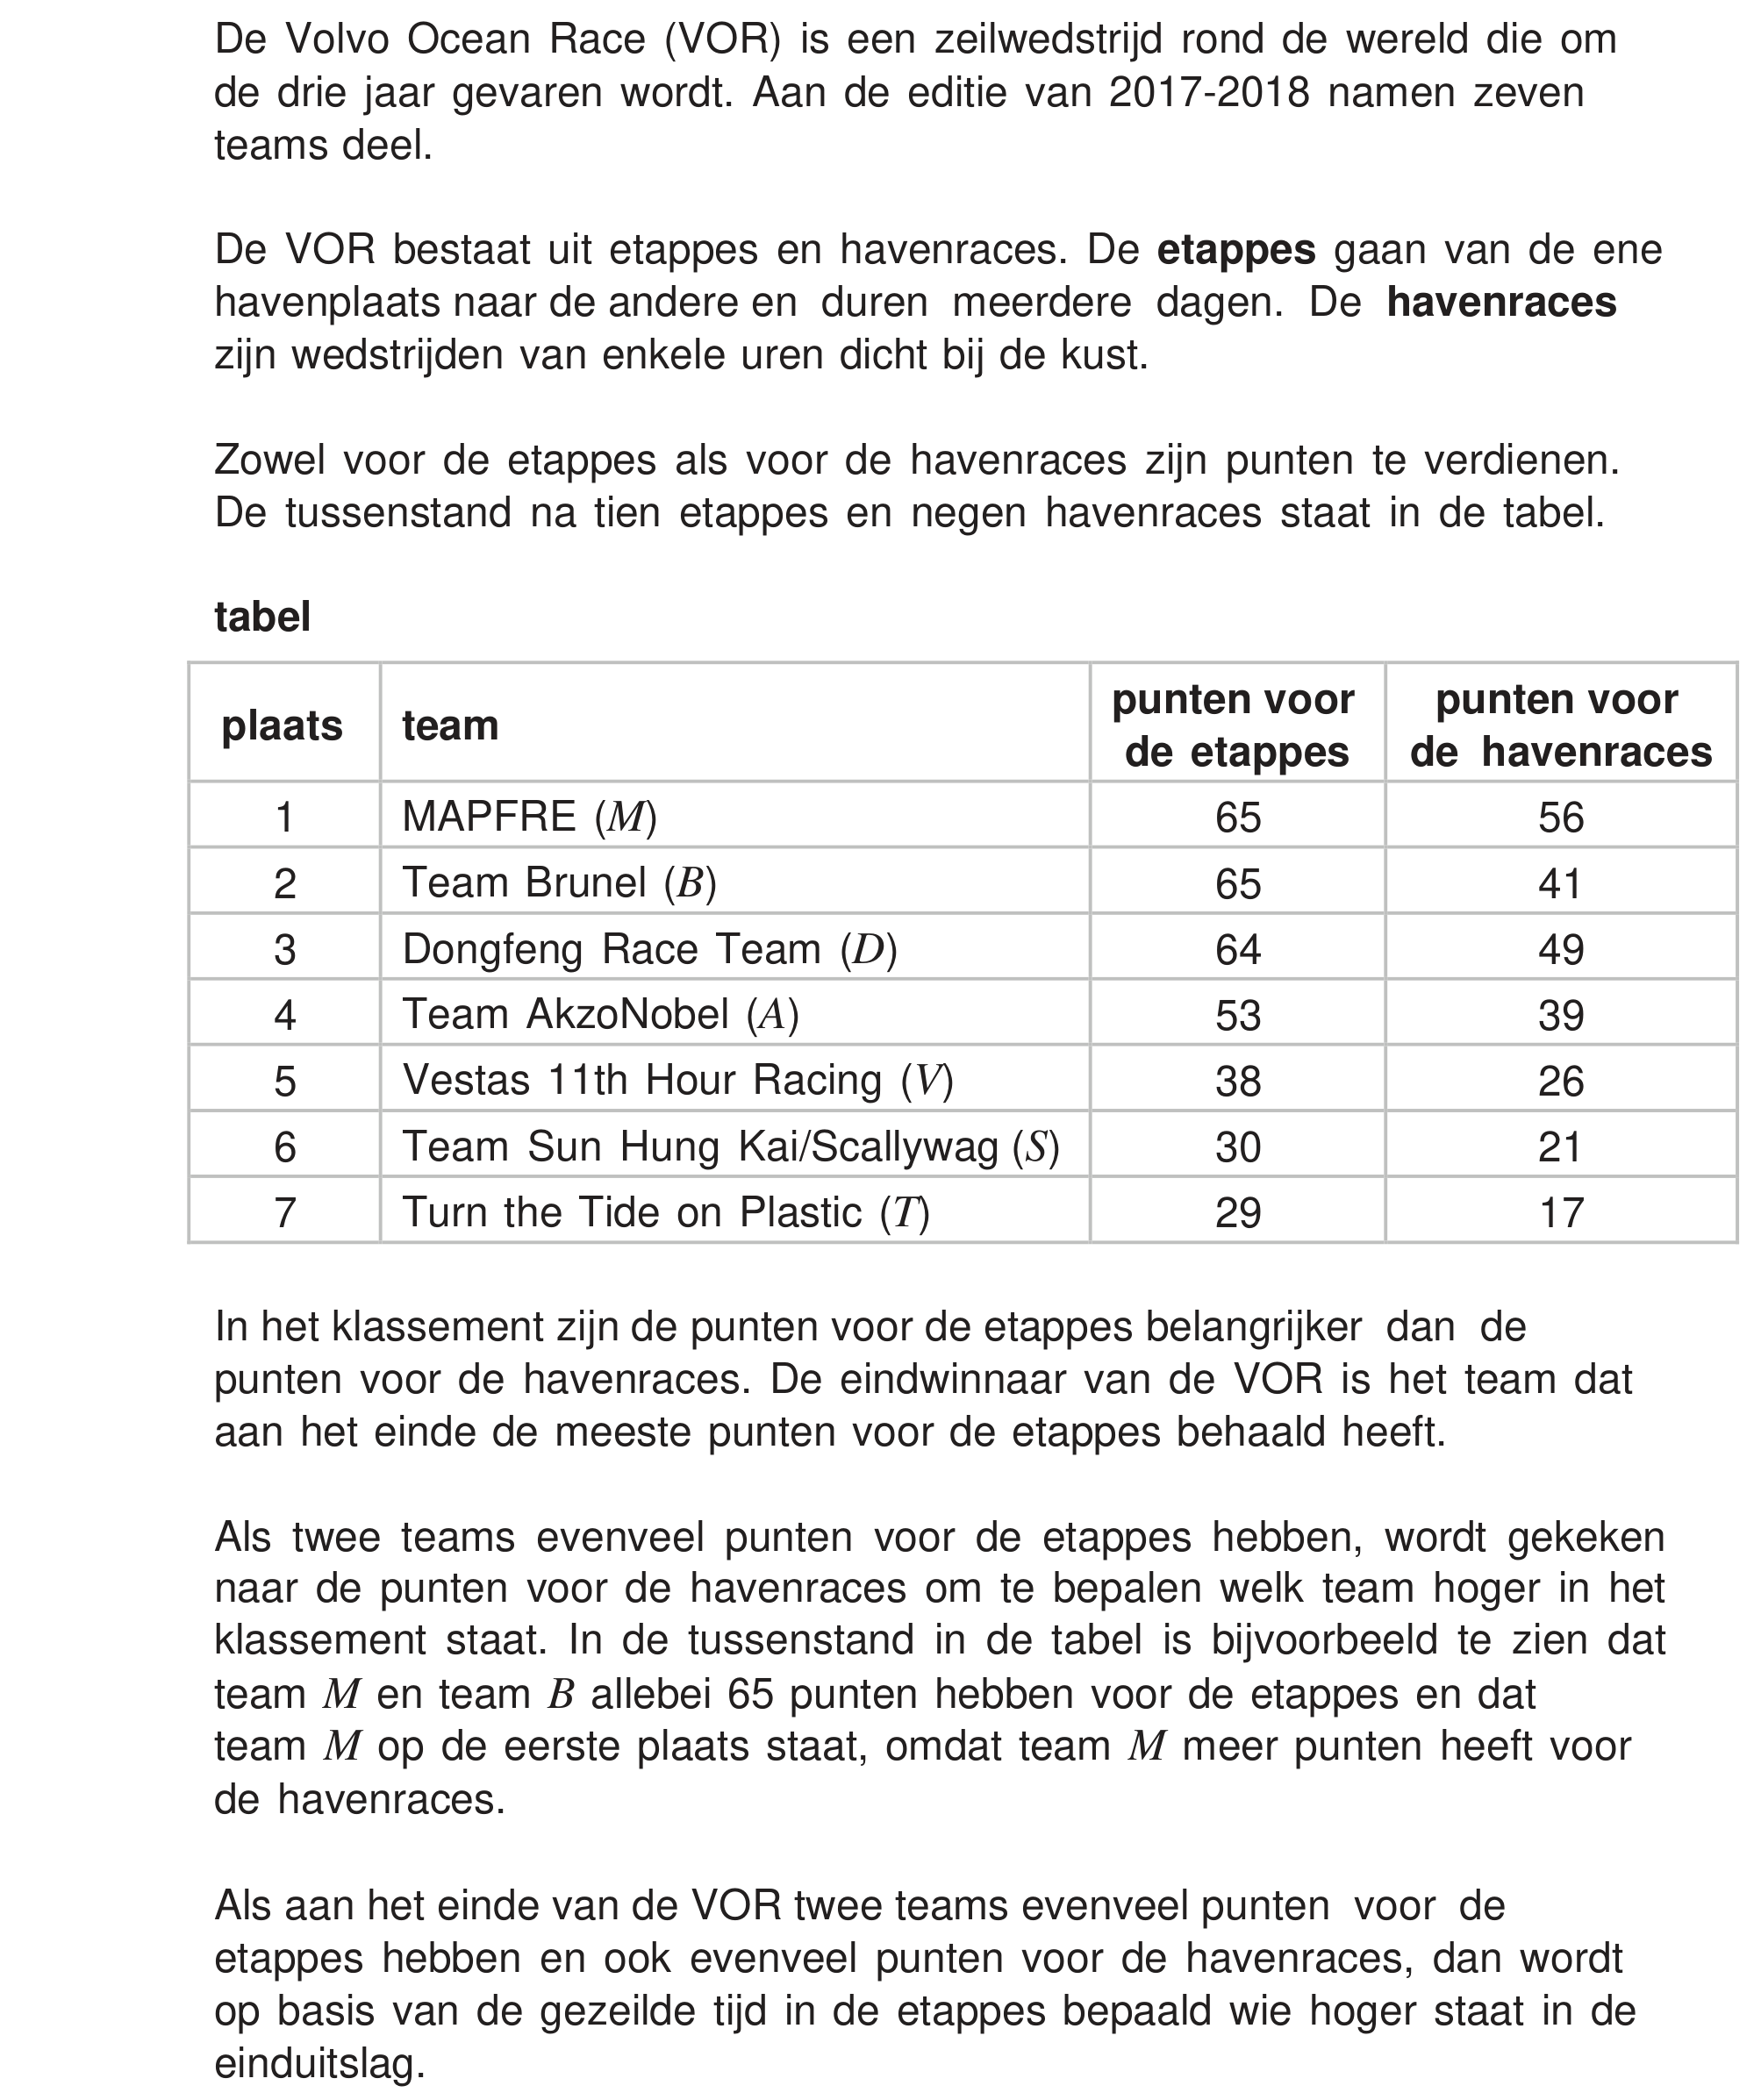 De Volvo Ocean Race (VOR) is een zeilwedstrijd rond de wereld die om
de drie jaar gevaren wordt. Aan de editie van 2017-2018 namen zeven
teams deel.
De VOR bestaat uit etappes en havenraces. De etappes gaan van de ene
havenplaats naar de andere en duren meerdere dagen. De havenraces
zijn wedstrijden van enkele uren dicht bij de kust.
Zowel voor de etappes als voor de havenraces zijn punten te verdienen.
De tussenstand na tien etappes en negen havenraces staat in de tabel.
tabel
plaats team punten voor de etappes punten voor de havenraces
1 MAPFRE (M) 65 56
2 Team Brunel (B) 65 41
3 Dongfeng Race Team (D) 64 49
4 Team AkzoNobel (A) 53 39
5 Vestas 11th Hour Racing (V) 38 26
6 Team Sun Hung Kai/Scallywag (S) 30 21
7 Turn the Tide on Plastic (T) 29 17
In het klassement zijn de punten voor de etappes belangrijker dan de
punten voor de havenraces. De eindwinnaar van de VOR is het team dat
aan het einde de meeste punten voor de etappes behaald heeft.
Als twee teams evenveel punten voor de etappes hebben, wordt gekeken
naar de punten voor de havenraces om te bepalen welk team hoger in het
klassement staat. In de tussenstand in de tabel is bijvoorbeeld te zien dat
team M en team B allebei 65 punten hebben voor de etappes en dat
team M op de eerste plaats staat, omdat team M meer punten heeft voor
de havenraces.
Als aan het einde van de VOR twee teams evenveel punten voor de
etappes hebben en ook evenveel punten voor de havenraces, dan wordt
op basis van de gezeilde tijd in de etappes bepaald wie hoger staat in de
einduitslag.